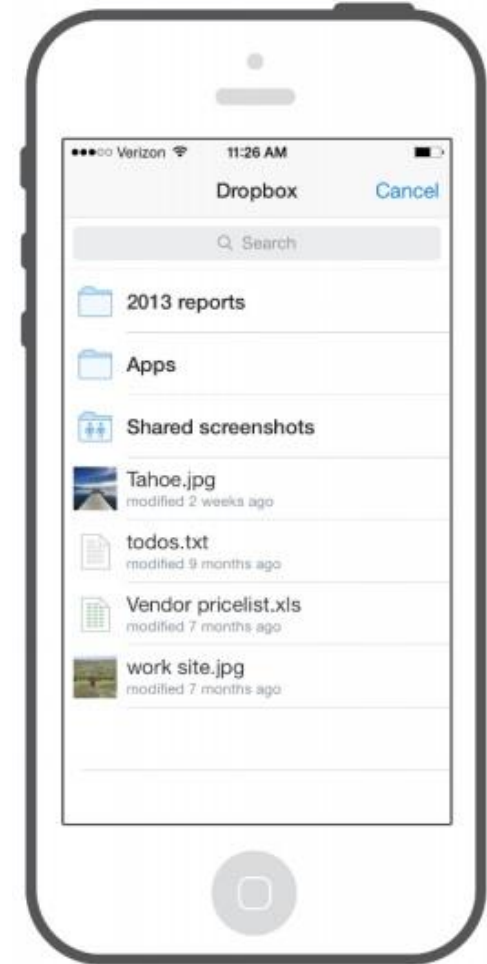 Verizon 11:26 AM
Dropbox Cancel
Search
2013 reports
Apps
Shared screenshots
Tahoe.jpg
modified 2 weeks ago
todos.txt
modified 9 months ago
Vendor pricelist.xls
modified 7 months ago
work site.jpg
modified 7 months ago